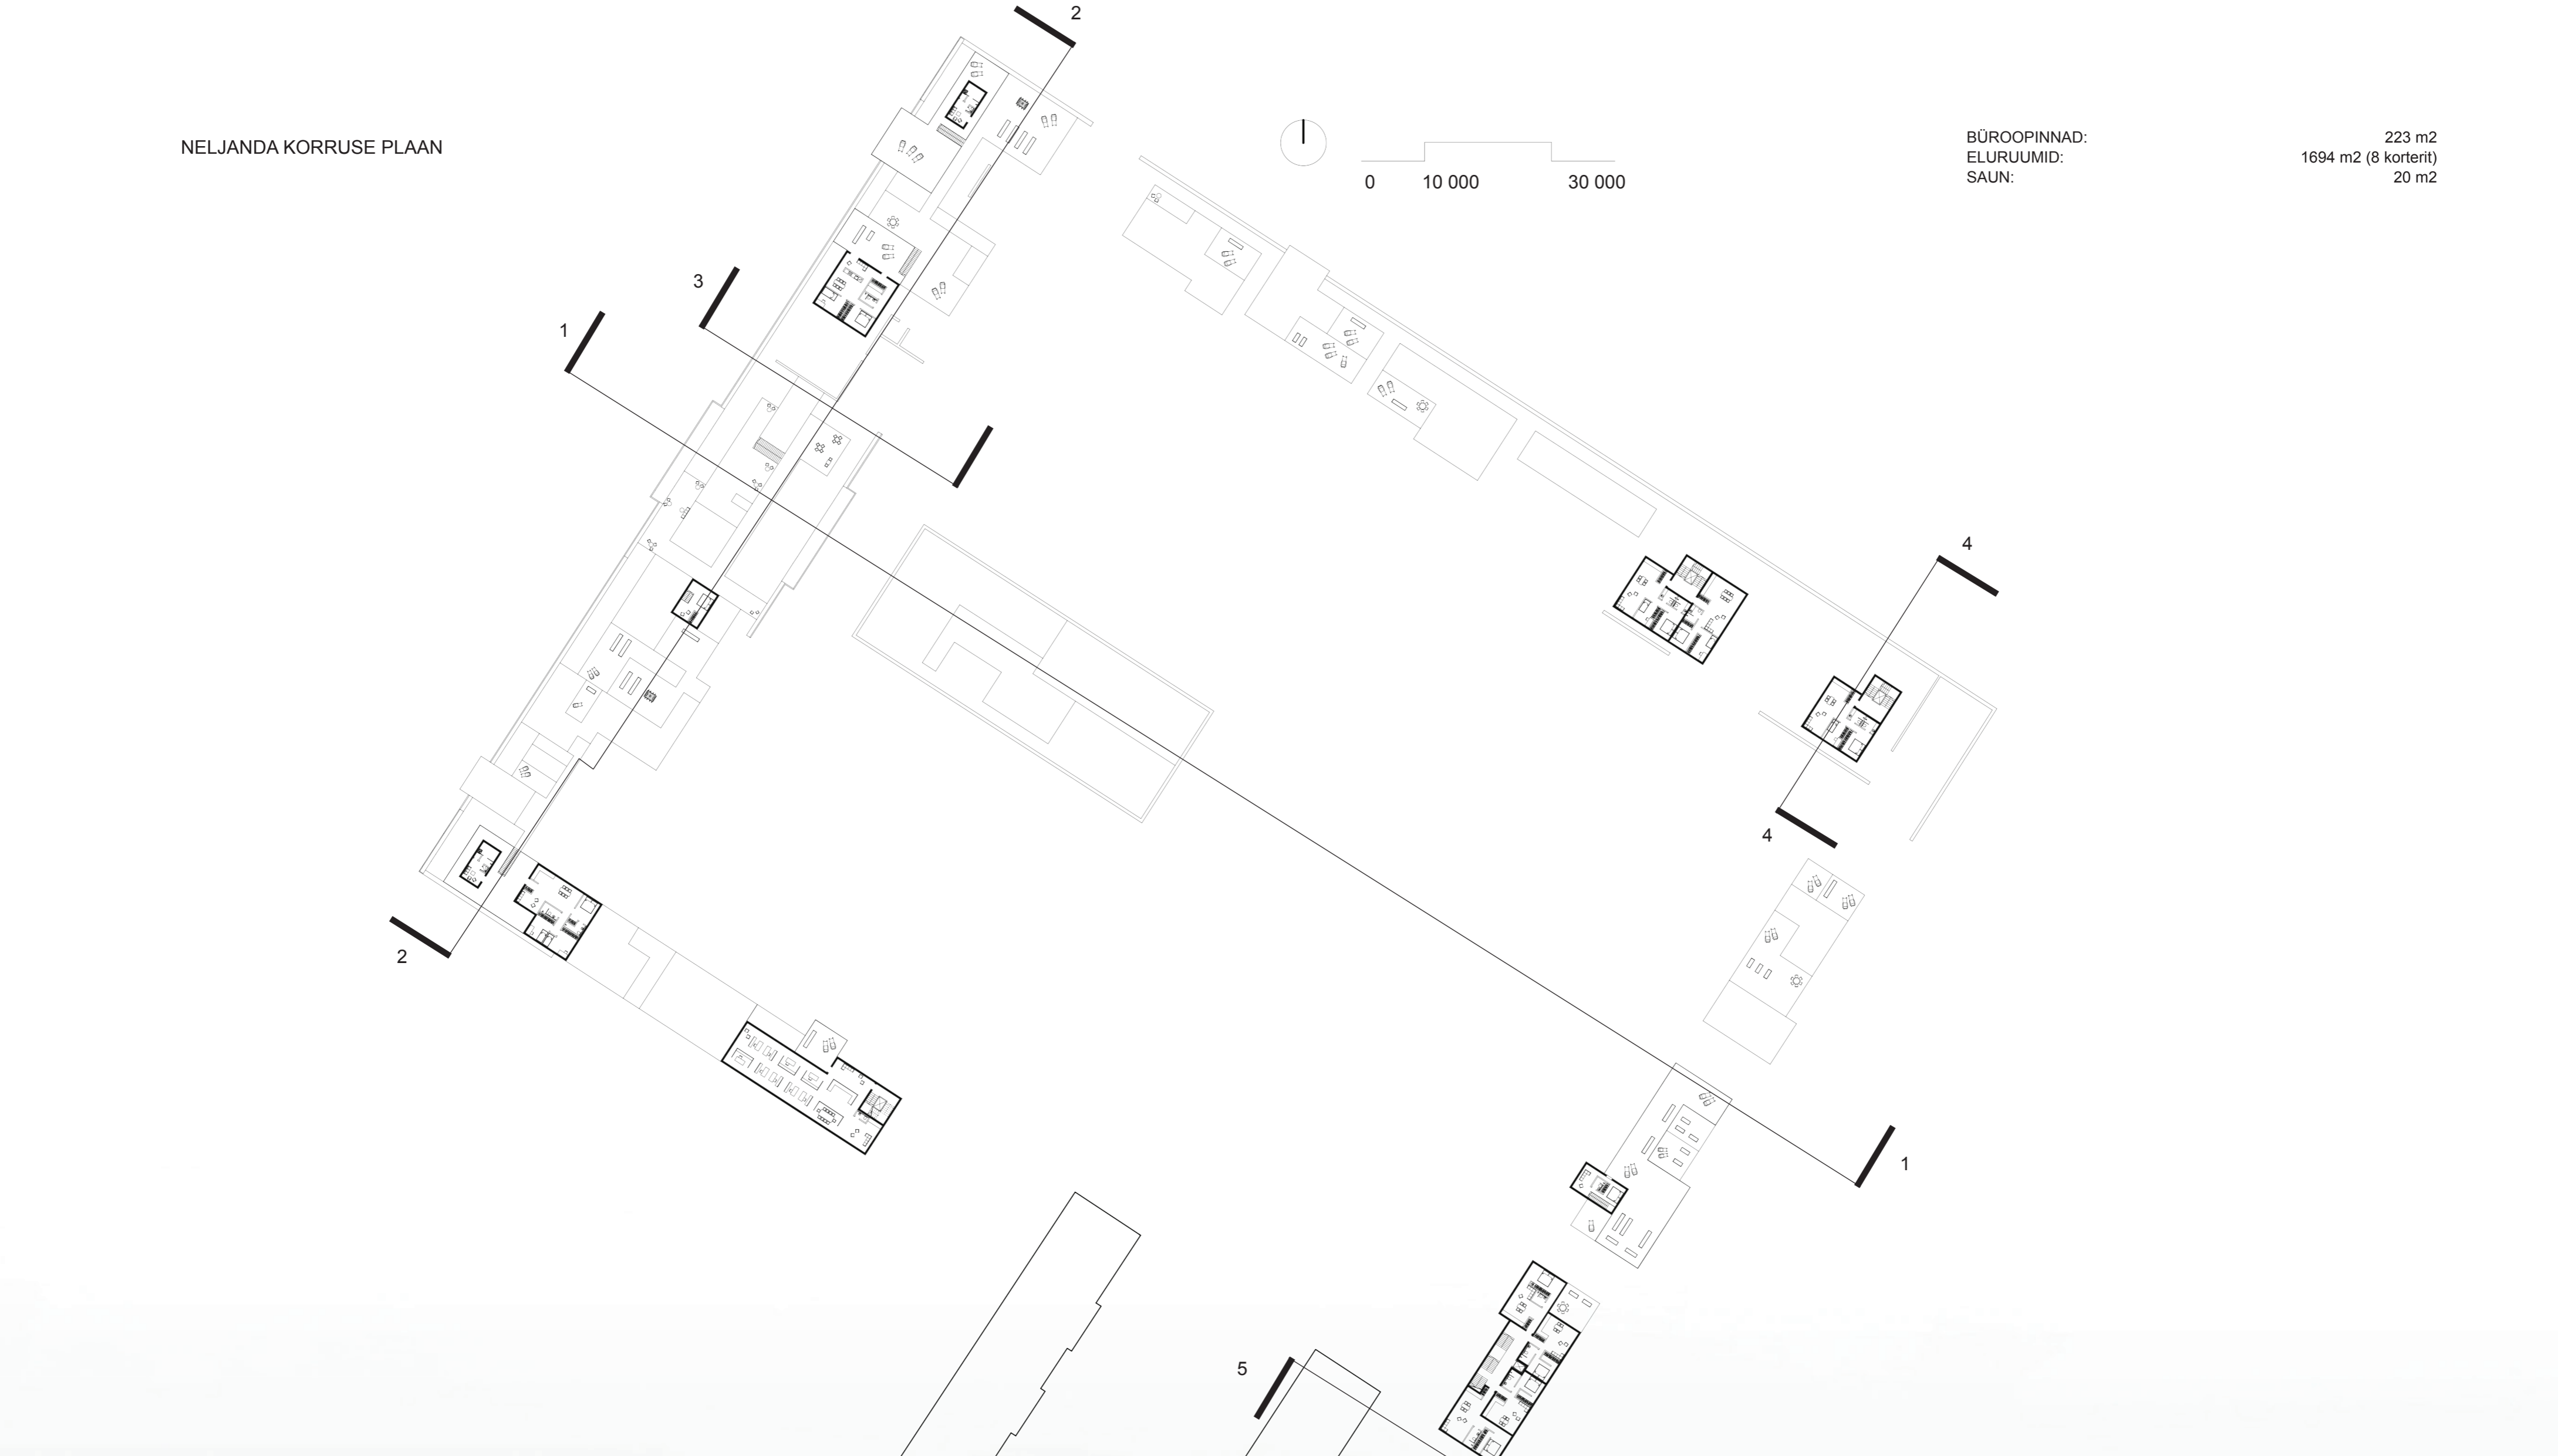 2
NELJANDA KORRUSE PLAAN
0 10 000 30 000
BÜROOPINNAD: 223 m2
ELURUUMID: 1694 m2 (8 korterit)
SAUN: 20 m2
3
1
4
4
2
1
5